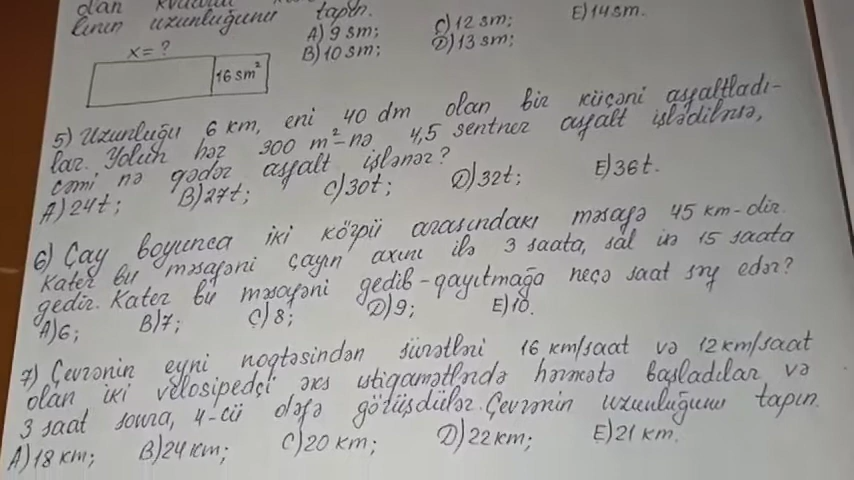 olan
linin uzunluğunu tapın.
A) 9 sm; C) 12 sm; E) 14 sm.
B) 10 sm; D) 13 sm;
x = ?
16 sm²
5) Uzunluğu 6 km, eni 40 dm olan bir küçəni asfaltladı-
lar. Yolun hər 300 m²-nə 4,5 sentner asfalt işlədilərsə,
cəmi nə qədər asfalt işlənər?
A) 24t; B) 27t; C) 30t; D) 32t; E) 36t.
6) Çay boyunca iki körpü arasındakı məsafə 45 km-dir.
Kater bu məsafəni çayın axını ilə 3 saata, sal isə 15 saata
gedir. Kater bu məsafəni gedib-qayıtmağa neçə saat sərf edər?
A) 6; B) 7; C) 8; D) 9; E) 10.
7) Çevrənin eyni noqtəsindən sürətləri 16 km/saat və 12 km/saat
olan iki velosipedçi əks istiqamətlərdə hərəkətə başladılar və
3 saat sonra, 4-cü dəfə görüşdülər. Çevrənin uzunluğunu tapın.
A) 18 km; B) 24 km; C) 20 km; D) 22 km; E) 21 km.